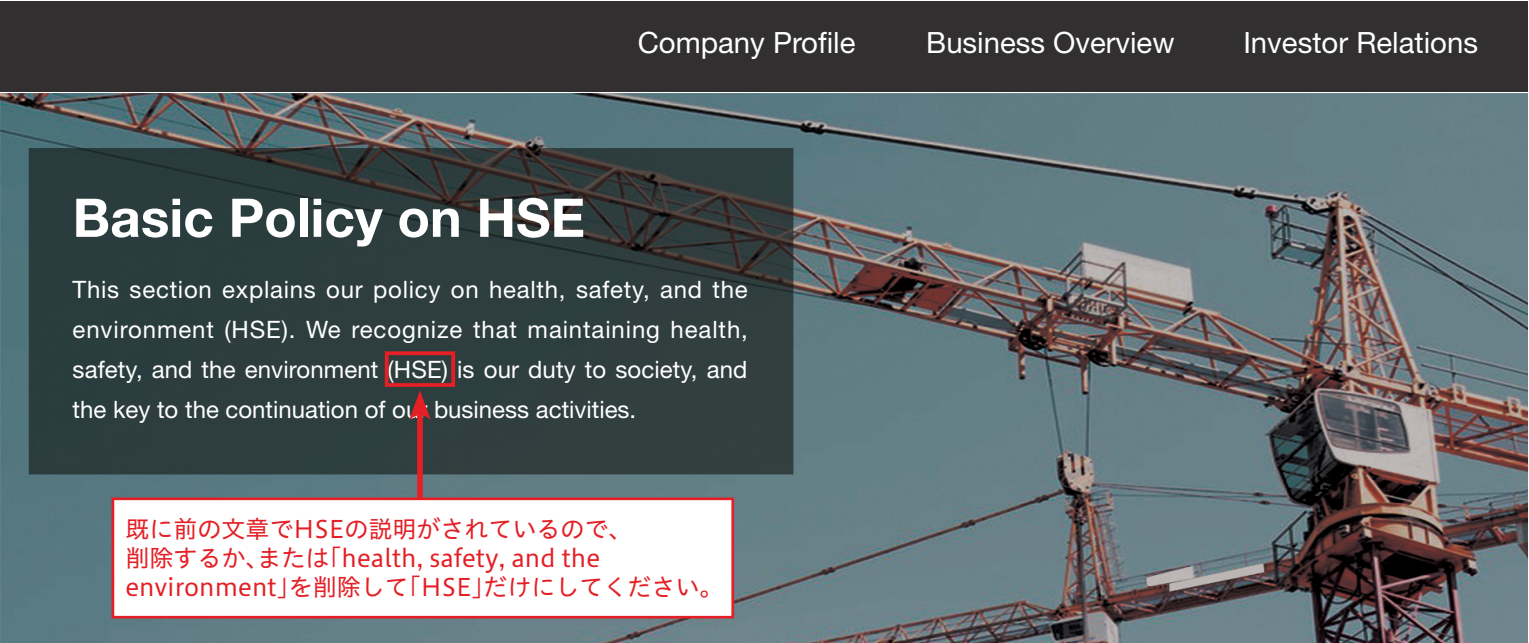 Company Profile Business Overview Investor Relations
Basic Policy on HSE
This section explains our policy on health, safety, and the
environment (HSE). We recognize that maintaining health,
safety, and the environment (HSE) is our duty to society, and
the key to the continuation of our business activities.
既に前の文章でHSEの説明がされているので、
削除するか、または「health, safety, and the
environment」を削除して「HSE」だけにしてください。